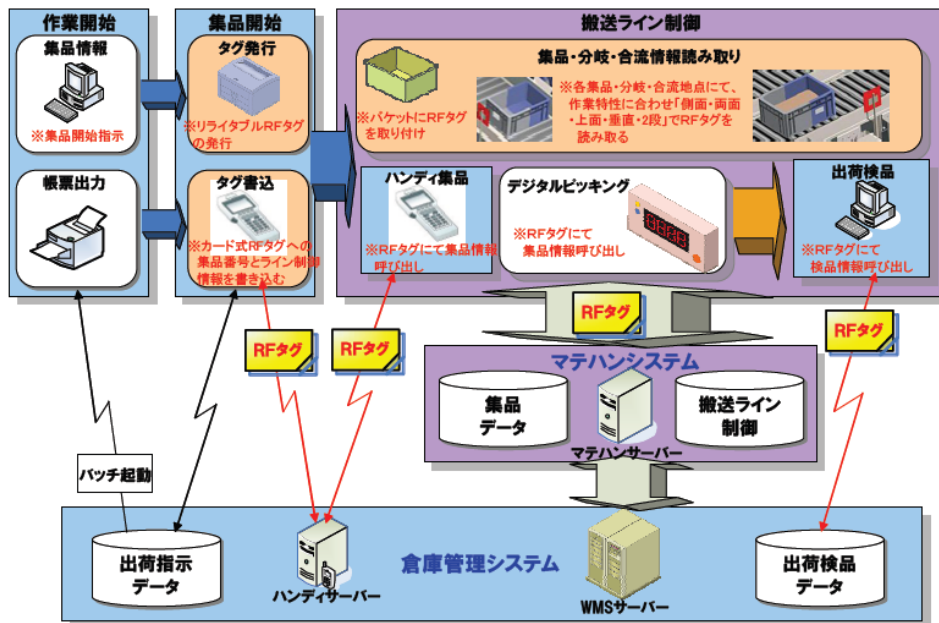 作業開始
集品情報
※集品開始指示
帳票出力
集品開始
タグ発行
※リライタブルRFタグ
の発行
タグ書込
※カード式RFタグへの
集品番号とライン制御
情報を書き込む
搬送ライン制御
集品・分岐・合流情報読み取り
※バケットにRFタグ
を取り付け
※各集品・分岐・合流地点にて、
作業特性に合わせ「側面・両面
・上面・垂直・2段」でRFタグを
読み取る
ハンディ集品
※RFタグにて集品情報
呼び出し
デジタルピッキング
※RFタグにて
集品情報呼び出し
8888
出荷検品
※RFタグにて
検品情報呼び出し
RFタグ
RFタグ
RFタグ
RFタグ
マテハンシステム
集品
データ
マテハンサーバー
搬送ライン
制御
バッチ起動
出荷指示
データ
ハンディサーバー
倉庫管理システム
WMSサーバー
出荷検品
データ